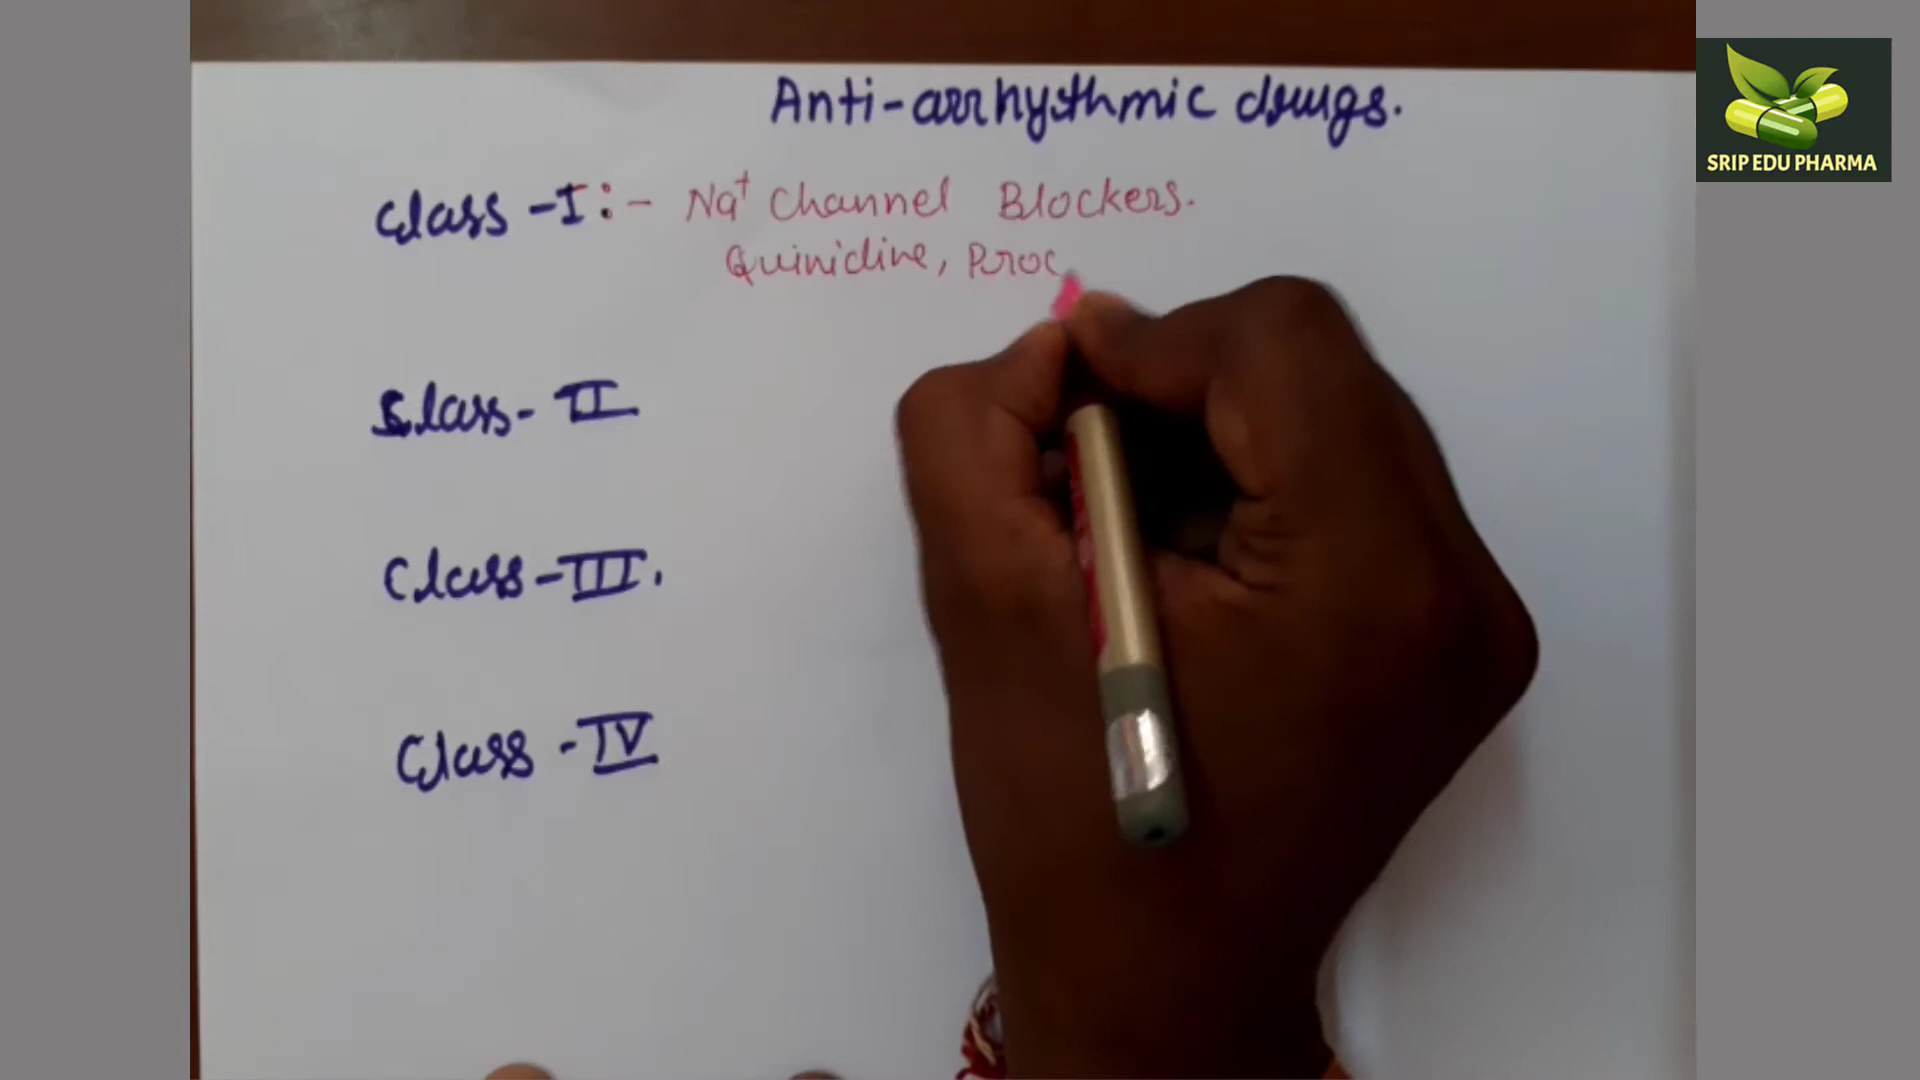 Anti-arrhythmic drugs.
Class -I :- Na+ Channel Blockers.
Quinidine, Proc
Class - II
Class - III.
Class - IV
SRIP EDU PHARMA